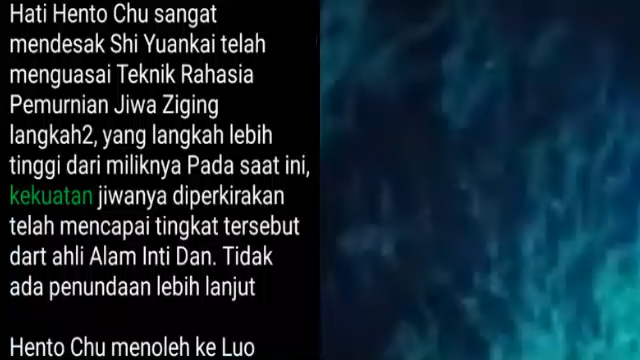 Hati Hento Chu sangat
mendesak Shi Yuankai telah
menguasai Teknik Rahasia
Pemurnian Jiwa Ziging
langkah2, yang langkah lebih
tinggi dari miliknya Pada saat ini,
kekuatan jiwanya diperkirakan
telah mencapai tingkat tersebut
dart ahli Alam Inti Dan. Tidak
ada penundaan lebih lanjut
Hento Chu menoleh ke Luo